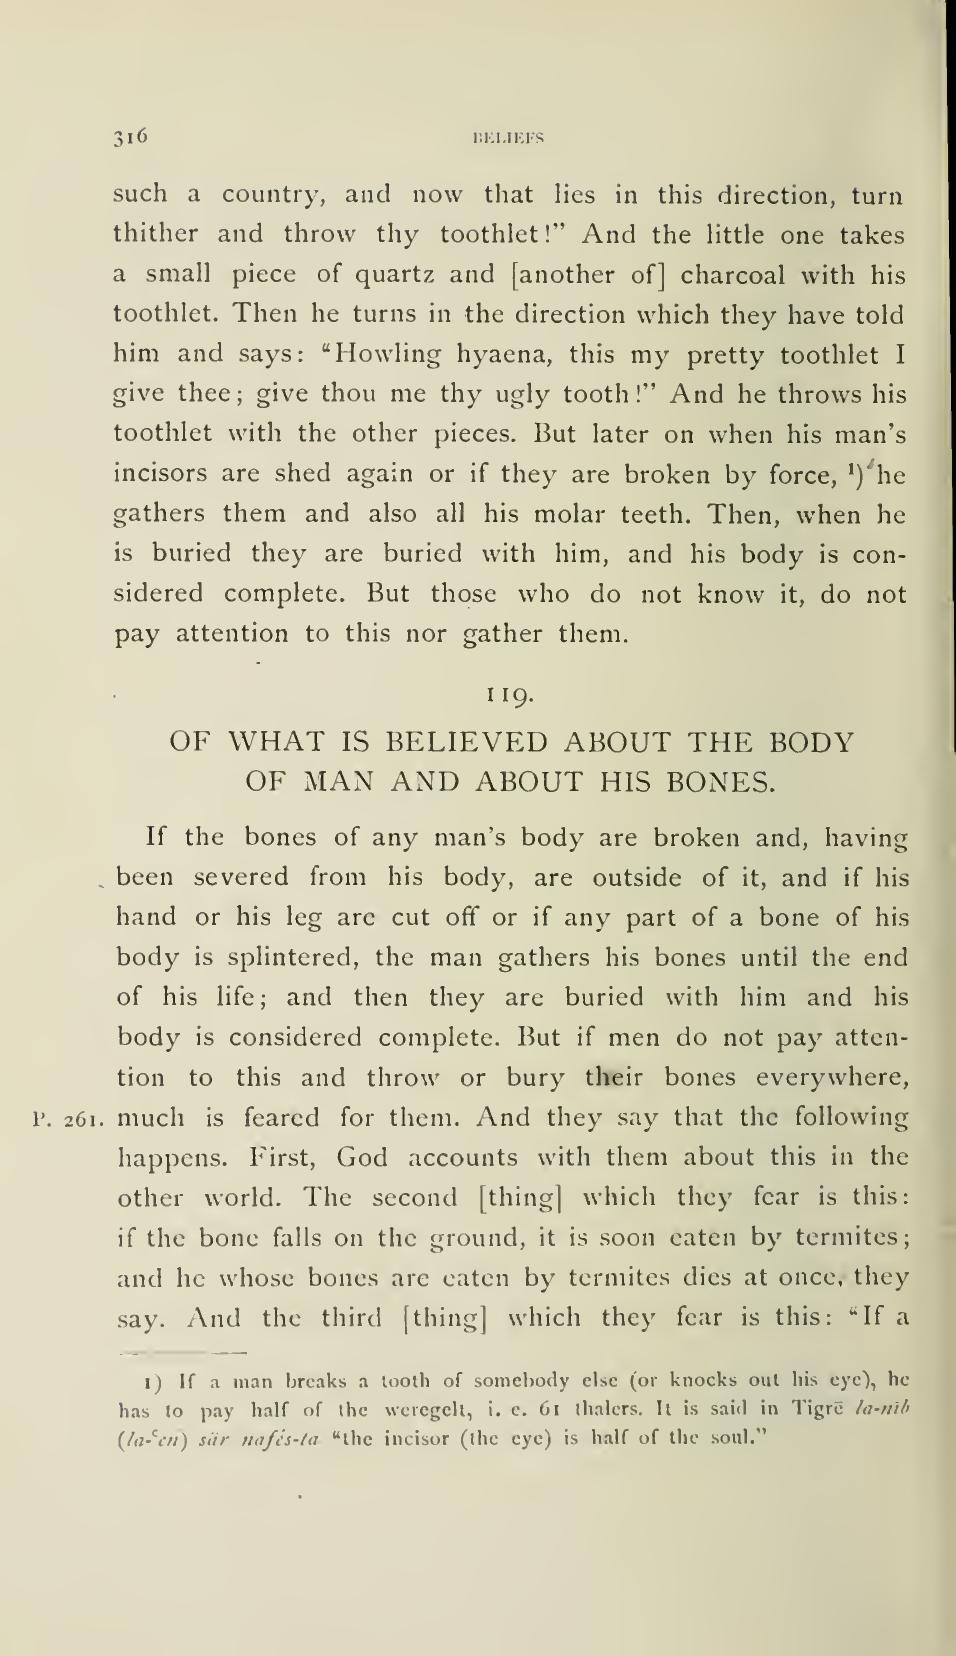 316 BELIEFS
such a country, and now that lies in this direction, turn
thither and throw thy toothlet!” And the little one takes
a small piece of quartz and [another of] charcoal with his
toothlet. Then he turns in the direction which they have told
him and says: “Howling hyaena, this my pretty toothlet I
give thee; give thou me thy ugly tooth!” And he throws his
toothlet with the other pieces. But later on when his man’s
incisors are shed again or if they are broken by force, ¹) he
gathers them and also all his molar teeth. Then, when he
is buried they are buried with him, and his body is con-
sidered complete. But those who do not know it, do not
pay attention to this nor gather them.
119.
OF WHAT IS BELIEVED ABOUT THE BODY
OF MAN AND ABOUT HIS BONES.
If the bones of any man’s body are broken and, having
been severed from his body, are outside of it, and if his
hand or his leg are cut off or if any part of a bone of his
body is splintered, the man gathers his bones until the end
of his life; and then they are buried with him and his
body is considered complete. But if men do not pay atten-
tion to this and throw or bury their bones everywhere,
P. 261. much is feared for them. And they say that the following
happens. First, God accounts with them about this in the
other world. The second [thing] which they fear is this:
if the bone falls on the ground, it is soon eaten by termites;
and he whose bones are eaten by termites dies at once, they
say. And the third [thing] which they fear is this: “If a
1) If a man breaks a tooth of somebody else (or knocks out his eye), he
has to pay half of the weregelt, i. e. 61 thalers. It is said in Tigrē la-nīb
(la-ʿen) sār nafés-ta “the incisor (the eye) is half of the soul.”